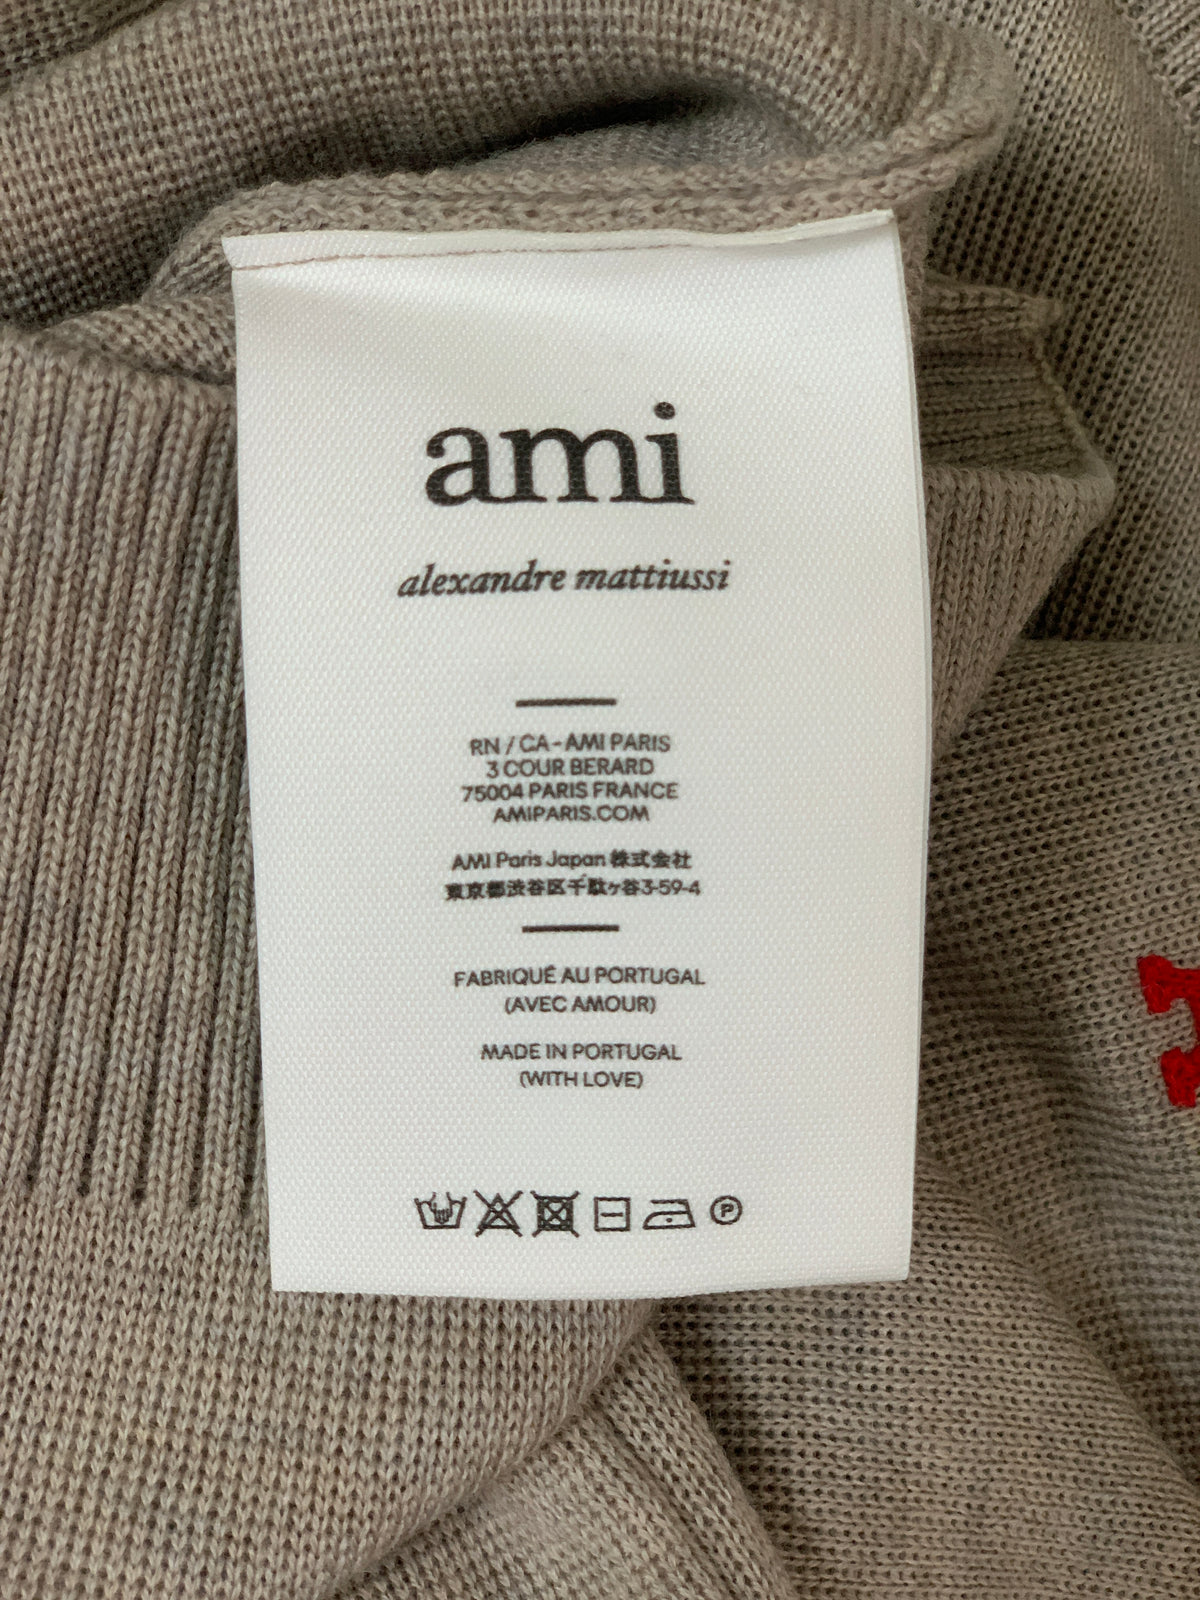 ami
alexandre mattiussi
RN / CA - AMI PARIS
3 COUR BERARD
75004 PARIS FRANCE
AMIPARIS.COM
AMI Paris Japan 株式会社
東京都渋谷区千駄ヶ谷3-59-4
FABRIQUÉ AU PORTUGAL
(AVEC AMOUR)
MADE IN PORTUGAL
(WITH LOVE)
P